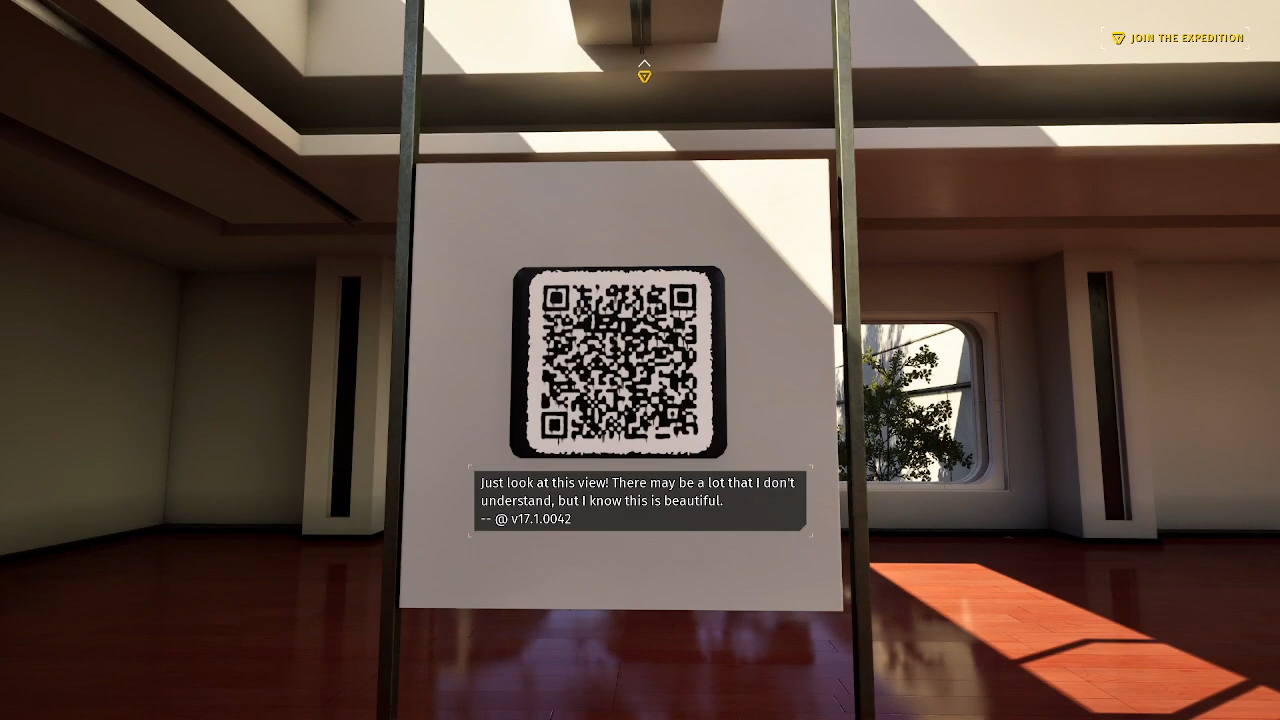 JOIN THE EXPEDITION
Just look at this view! There may be a lot that I don't
understand, but I know this is beautiful.
-- @ v17.1.0042